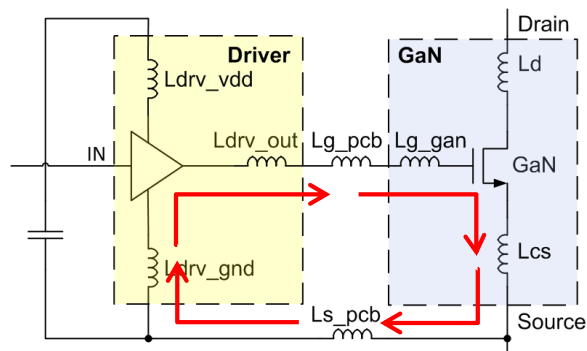 Drain
Driver
GaN
Ld
Ldrv_vdd
Ldrv_out
Lg_pcb
Lg_gan
IN
GaN
Lcs
Ldrv_gnd
Ls_pcb
Source